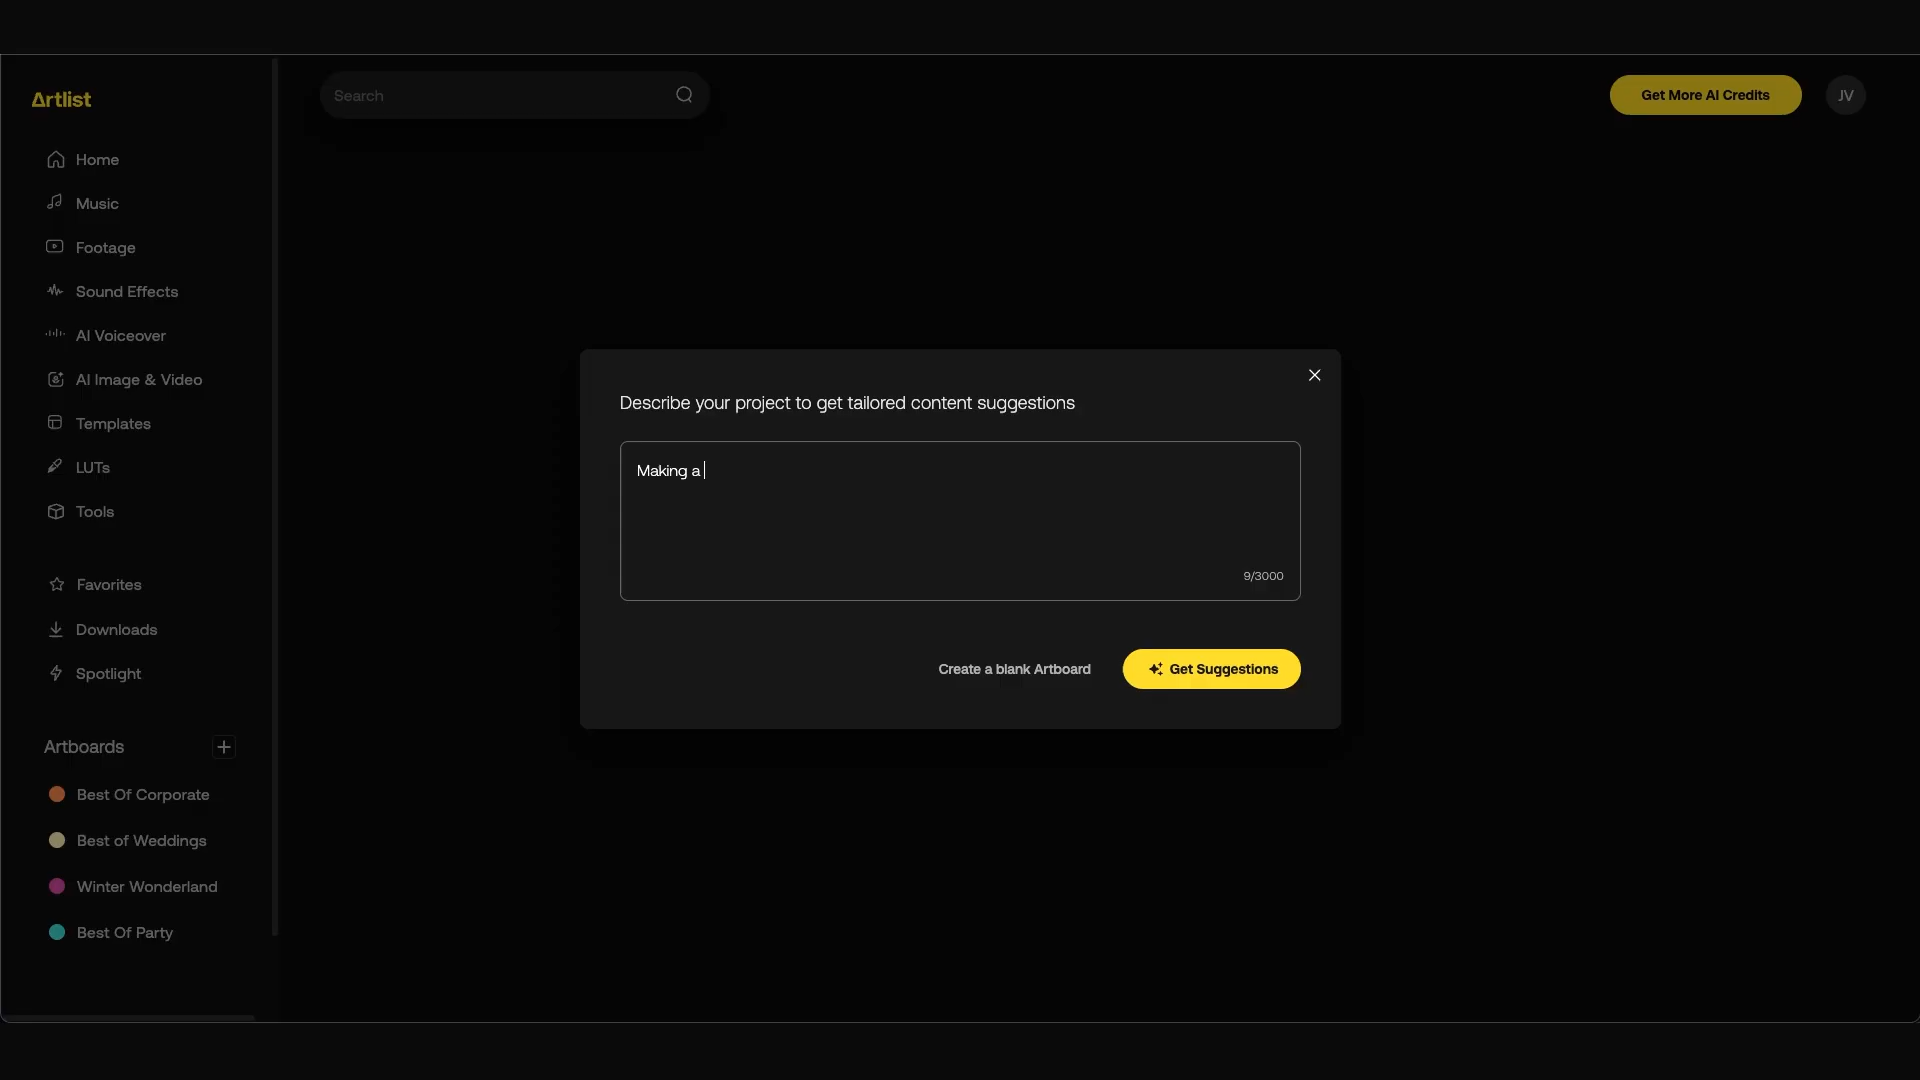 Artlist
Search
Get More AI Credits
JV
Home
Music
Footage
Sound Effects
AI Voiceover
AI Image & Video
Templates
LUTs
Tools
Favorites
Downloads
Spotlight
Artboards
Best Of Corporate
Best of Weddings
Winter Wonderland
Best Of Party
Describe your project to get tailored content suggestions
Making a
9/3000
Create a blank Artboard
Get Suggestions